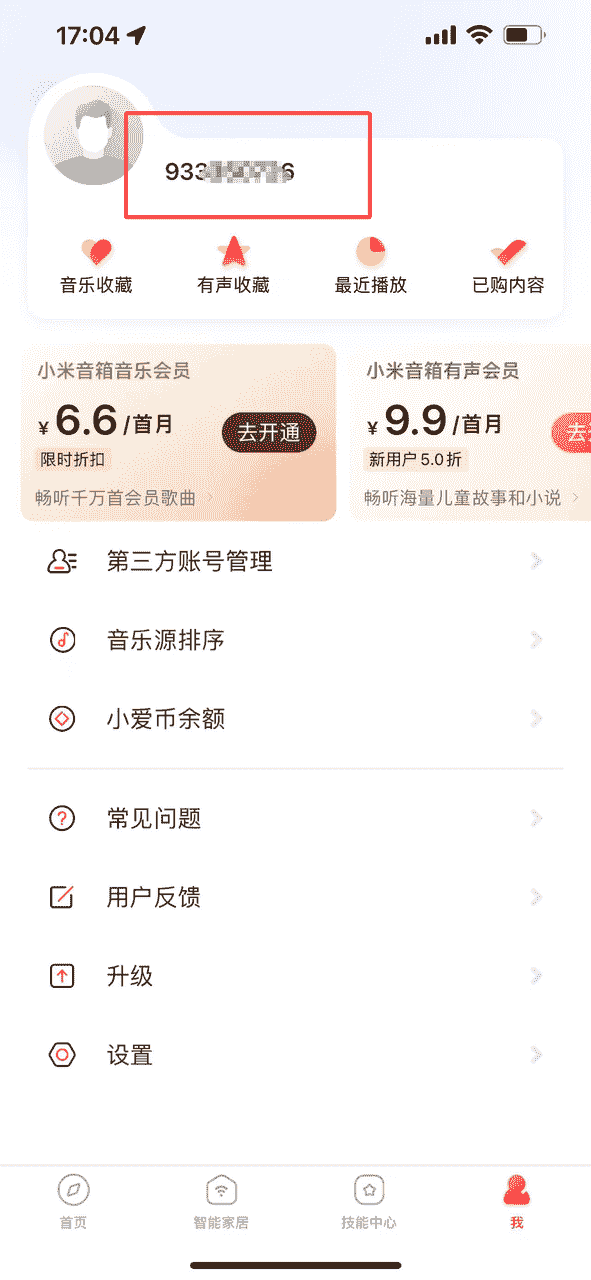 17:04
音乐收藏 有声收藏 最近播放 已购内容
小米音箱音乐会员
¥6.6/首月
去开通
限时折扣
畅听千万首会员歌曲
小米音箱有声会员
¥9.9/首月
新用户5.0折
畅听海量儿童故事和小说
第三方账号管理
音乐源排序
小爱币余额
常见问题
用户反馈
升级
设置
首页 智能家居 技能中心 我